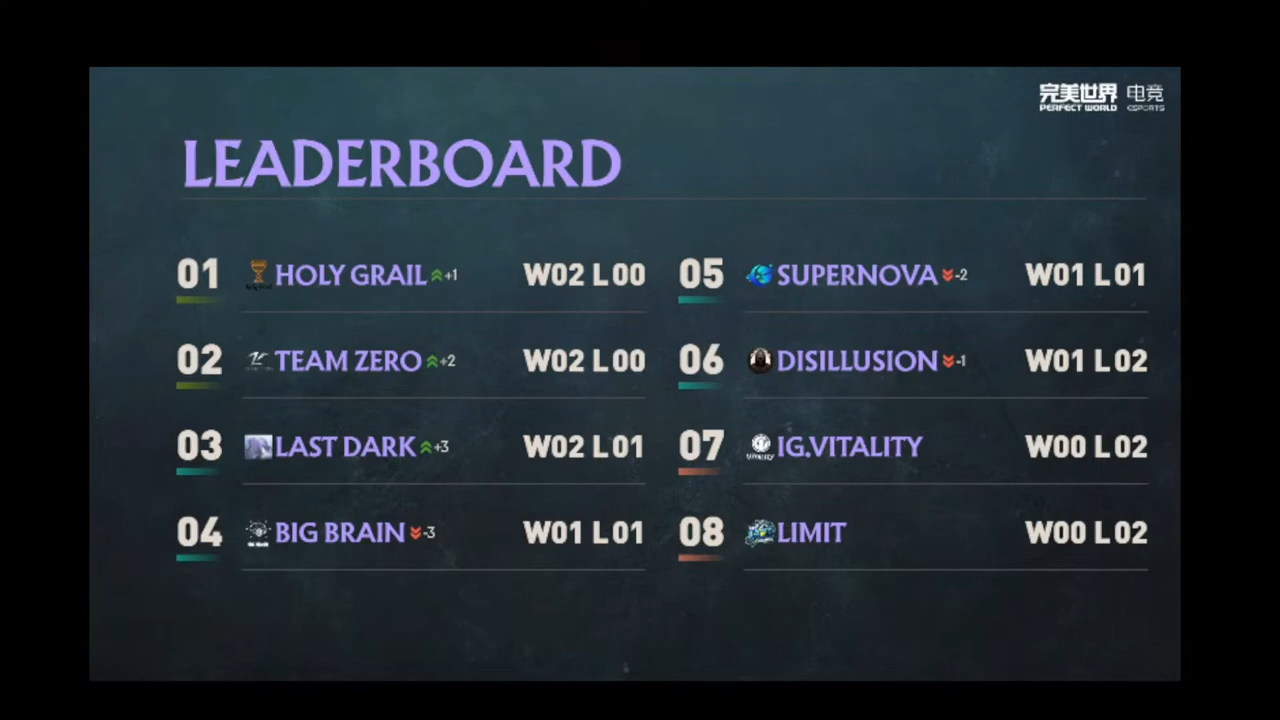 完美世界 电竞
PERFECT WORLD ESPORTS
LEADERBOARD
01 HOLY GRAIL +1 W02 L00
02 TEAM ZERO +2 W02 L00
03 LAST DARK +3 W02 L01
04 BIG BRAIN -3 W01 L01
05 SUPERNOVA -2 W01 L01
06 DISILLUSION -1 W01 L02
07 IG.VITALITY W00 L02
08 LIMIT W00 L02